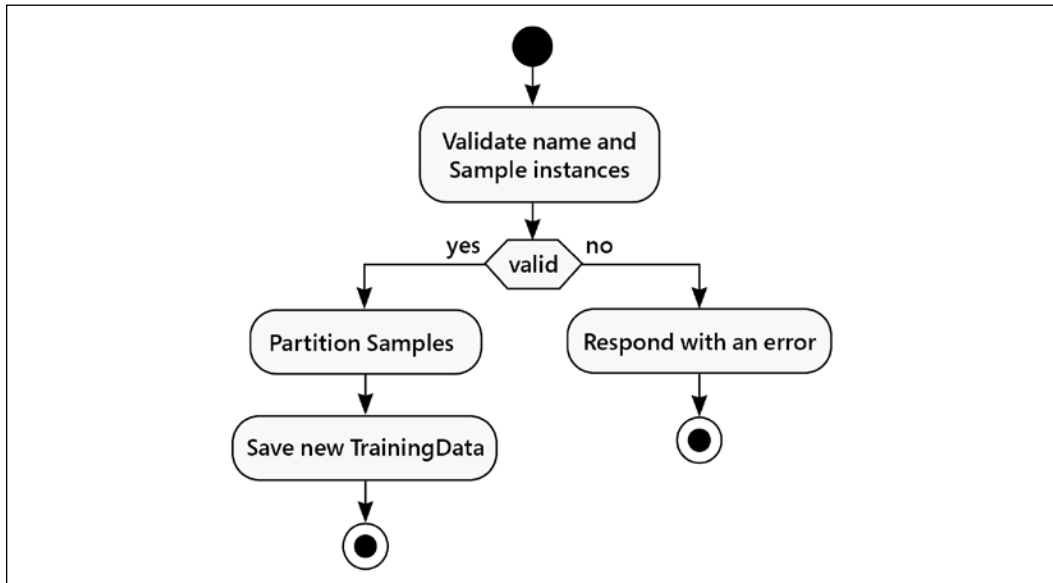 Validate name and
Sample instances
yes
valid
no
Partition Samples
Respond with an error
Save new TrainingData